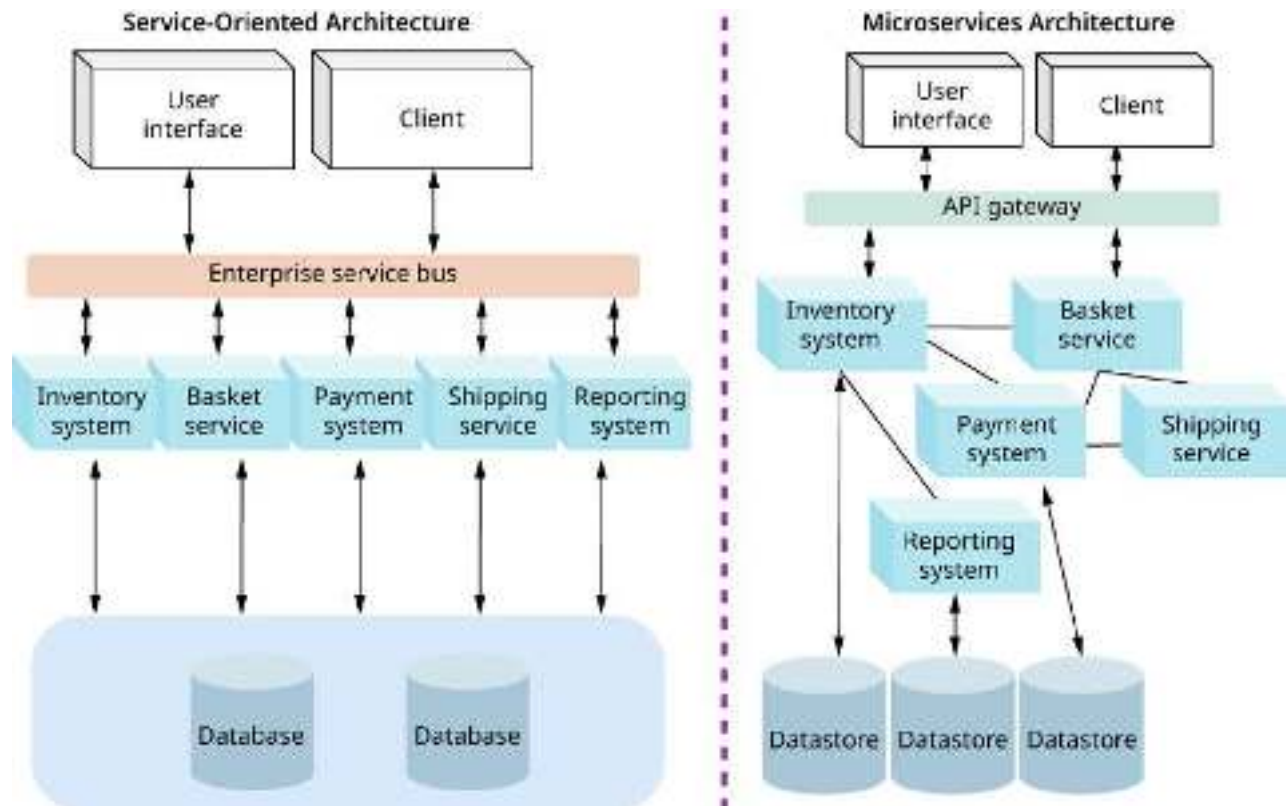 Service-Oriented Architecture
User
interface
Client
Enterprise service bus
Inventory
system
Basket
service
Payment
system
Shipping
service
Reporting
system
Database
Database
Microservices Architecture
User
interface
Client
API gateway
Inventory
system
Basket
service
Payment
system
Shipping
service
Reporting
system
Datastore
Datastore
Datastore